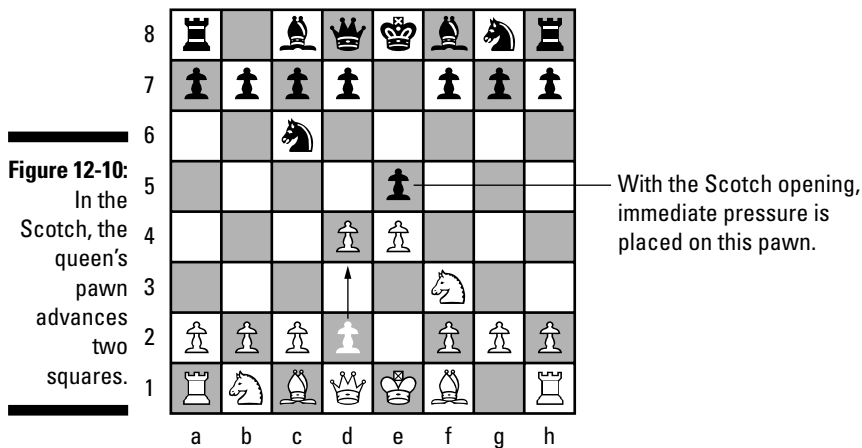 Figure 12-10:
In the
Scotch, the
queen's
pawn
advances
two
squares.
8
7
6
5
4
3
2
1
a b c d e f g h
With the Scotch opening,
immediate pressure is
placed on this pawn.